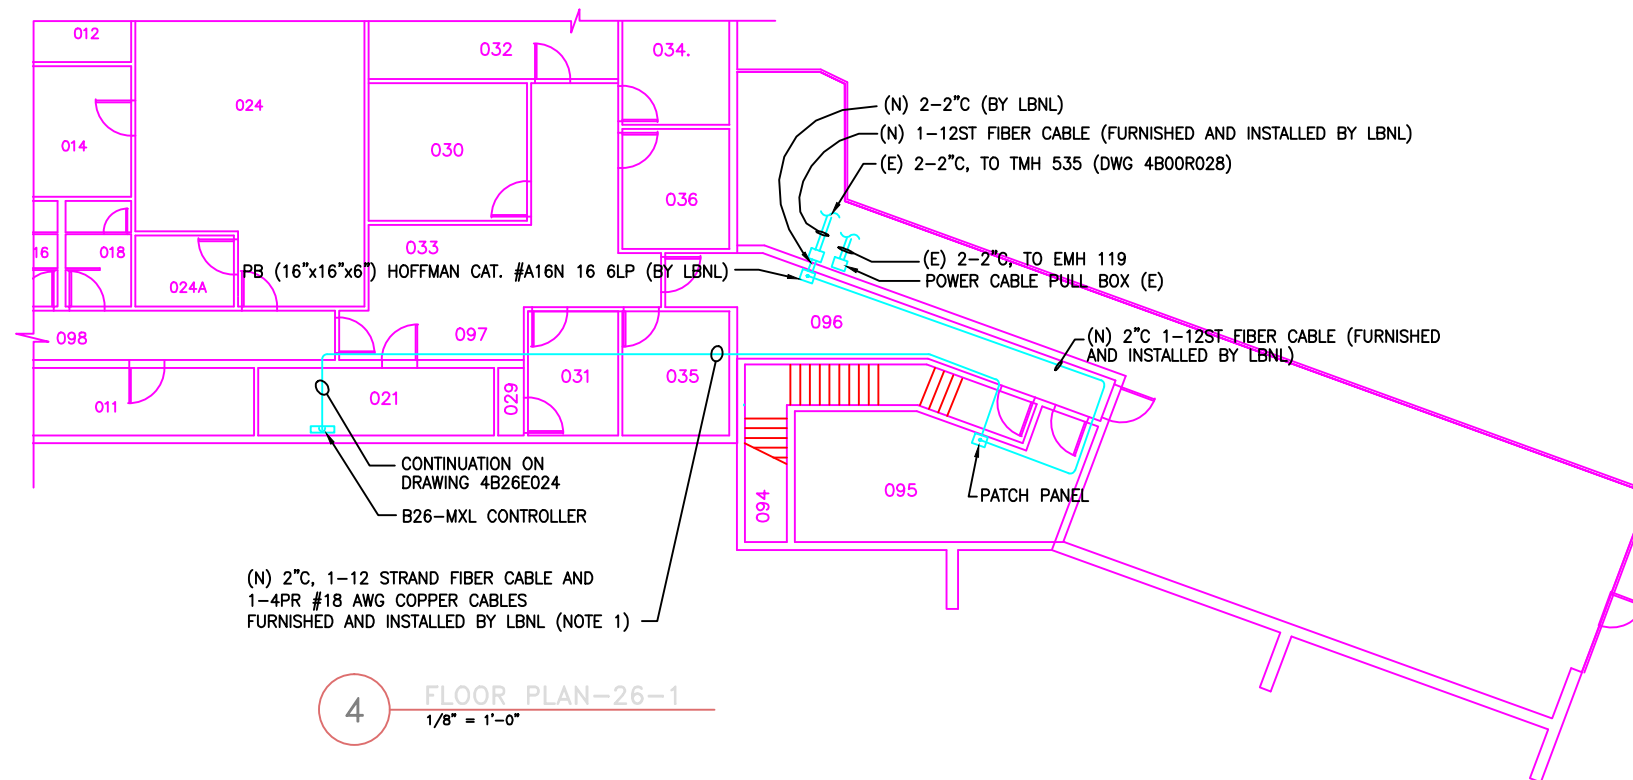 012
032
034.
024
(N) 2-2"C (BY LBNL)
(N) 1-12ST FIBER CABLE (FURNISHED AND INSTALLED BY LBNL)
014
030
(E) 2-2"C, TO TMH 535 (DWG 4B00R028)
036
16
018
033
(E) 2-2"C, TO EMH 119
PB (16"x16"x6") HOFFMAN CAT. #A16N 16 6LP (BY LBNL)
POWER CABLE PULL BOX (E)
024A
098
097
096
(N) 2"C 1-12ST FIBER CABLE (FURNISHED
AND INSTALLED BY LBNL)
031
035
011
021
029
CONTINUATION ON
DRAWING 4B26E024
095
094
PATCH PANEL
B26-MXL CONTROLLER
(N) 2"C, 1-12 STRAND FIBER CABLE AND
1-4PR #18 AWG COPPER CABLES
FURNISHED AND INSTALLED BY LBNL (NOTE 1)
4
FLOOR PLAN-26-1
1/8" = 1'-0"